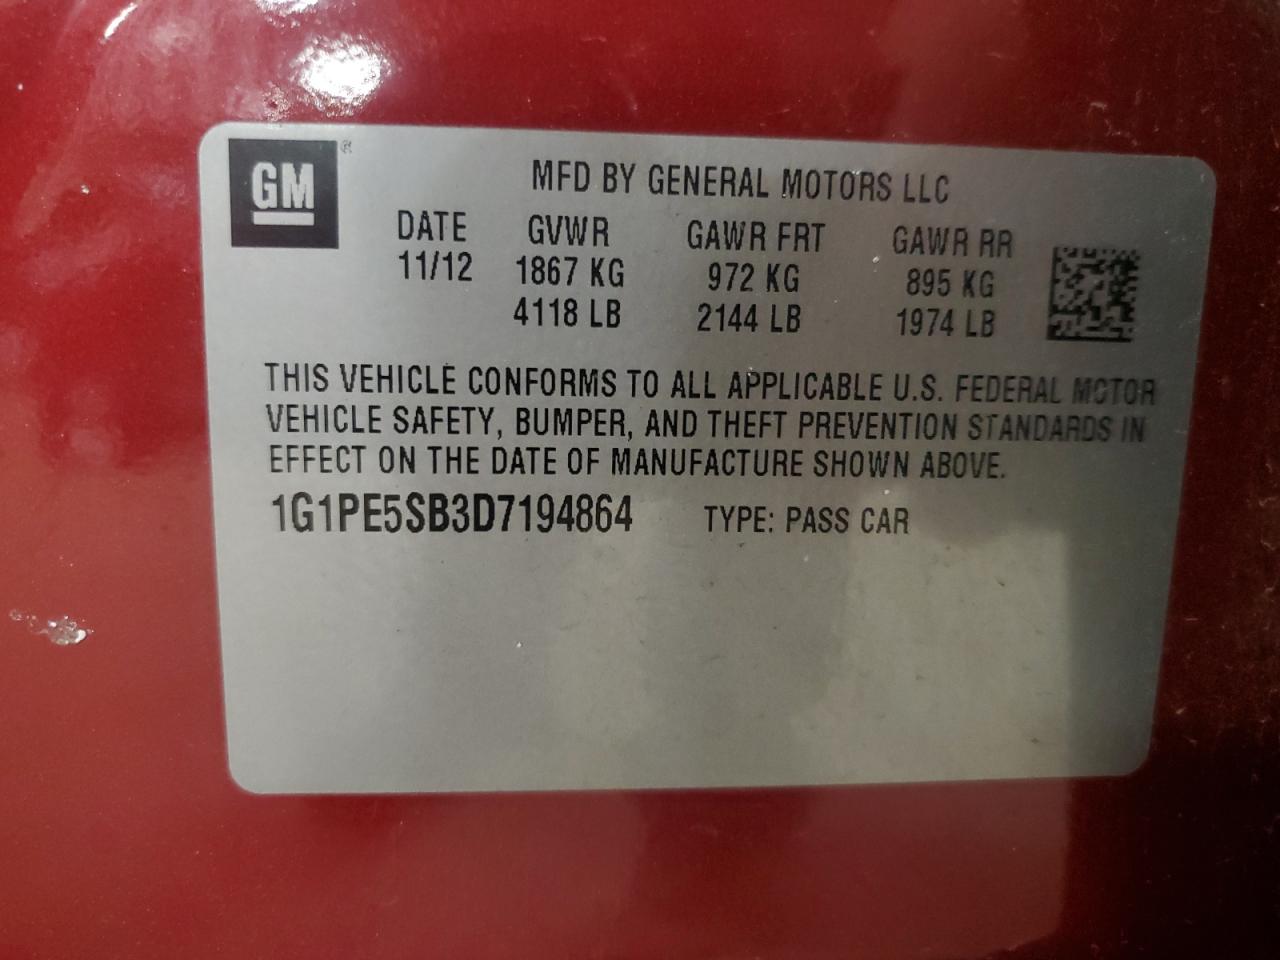 GM®
MFD BY GENERAL MOTORS LLC
DATE GVWR GAWR FRT GAWR RR
11/12 1867 KG 972 KG 895 KG
4118 LB 2144 LB 1974 LB
THIS VEHICLE CONFORMS TO ALL APPLICABLE U.S. FEDERAL MOTOR
VEHICLE SAFETY, BUMPER, AND THEFT PREVENTION STANDARDS IN
EFFECT ON THE DATE OF MANUFACTURE SHOWN ABOVE.
1G1PE5SB3D7194864 TYPE: PASS CAR